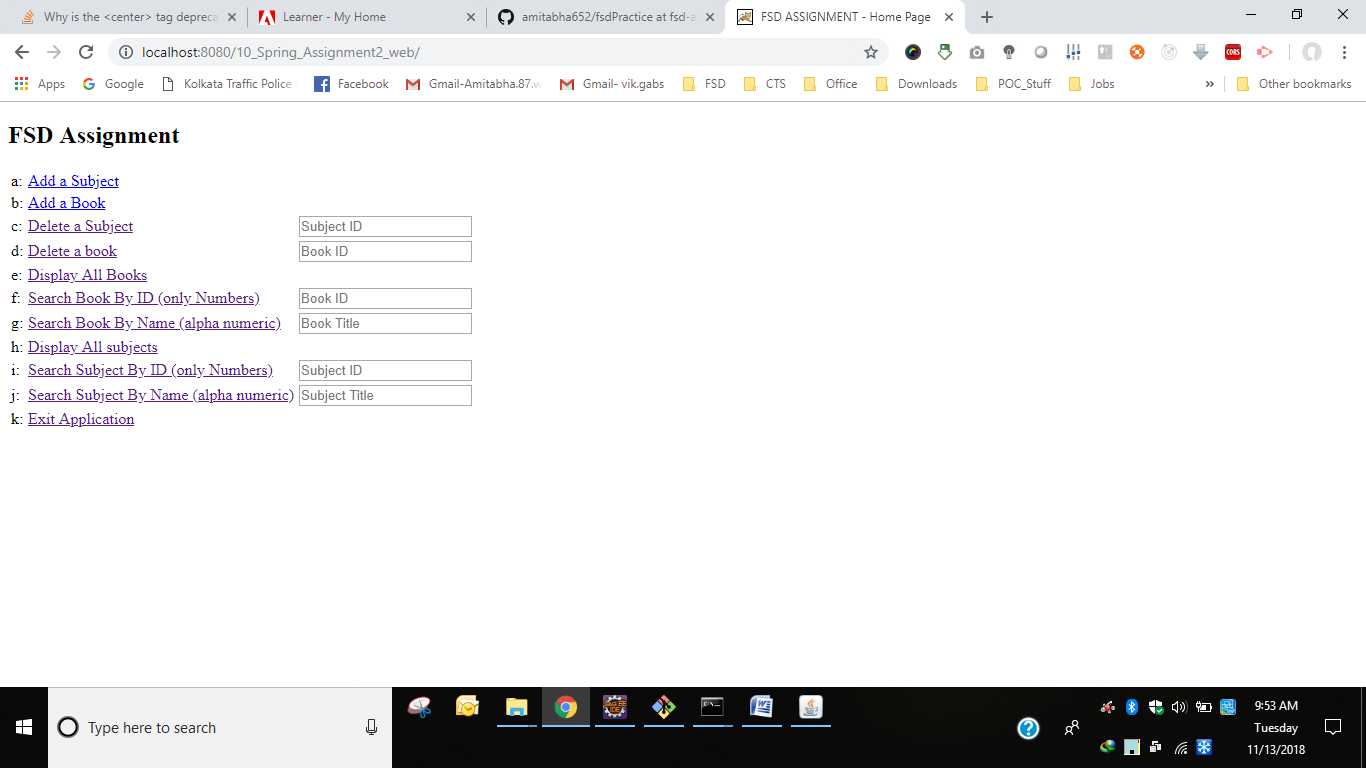 Why is the <center> tag depreca
Learner - My Home
amitabha652/fsdPractice at fsd-a
FSD ASSIGNMENT - Home Page
localhost:8080/10_Spring_Assignment2_web/
CORS
Apps
Google
Kolkata Traffic Police
Facebook
Gmail-Amitabha.87.w
Gmail- vik.gabs
FSD
CTS
Office
Downloads
POC_Stuff
Jobs
»
Other bookmarks
FSD Assignment
a: Add a Subject
b: Add a Book
c: Delete a Subject Subject ID
d: Delete a book Book ID
e: Display All Books
f: Search Book By ID (only Numbers) Book ID
g: Search Book By Name (alpha numeric) Book Title
h: Display All subjects
i: Search Subject By ID (only Numbers) Subject ID
j: Search Subject By Name (alpha numeric) Subject Title
k: Exit Application
Type here to search
9:53 AM
Tuesday
11/13/2018